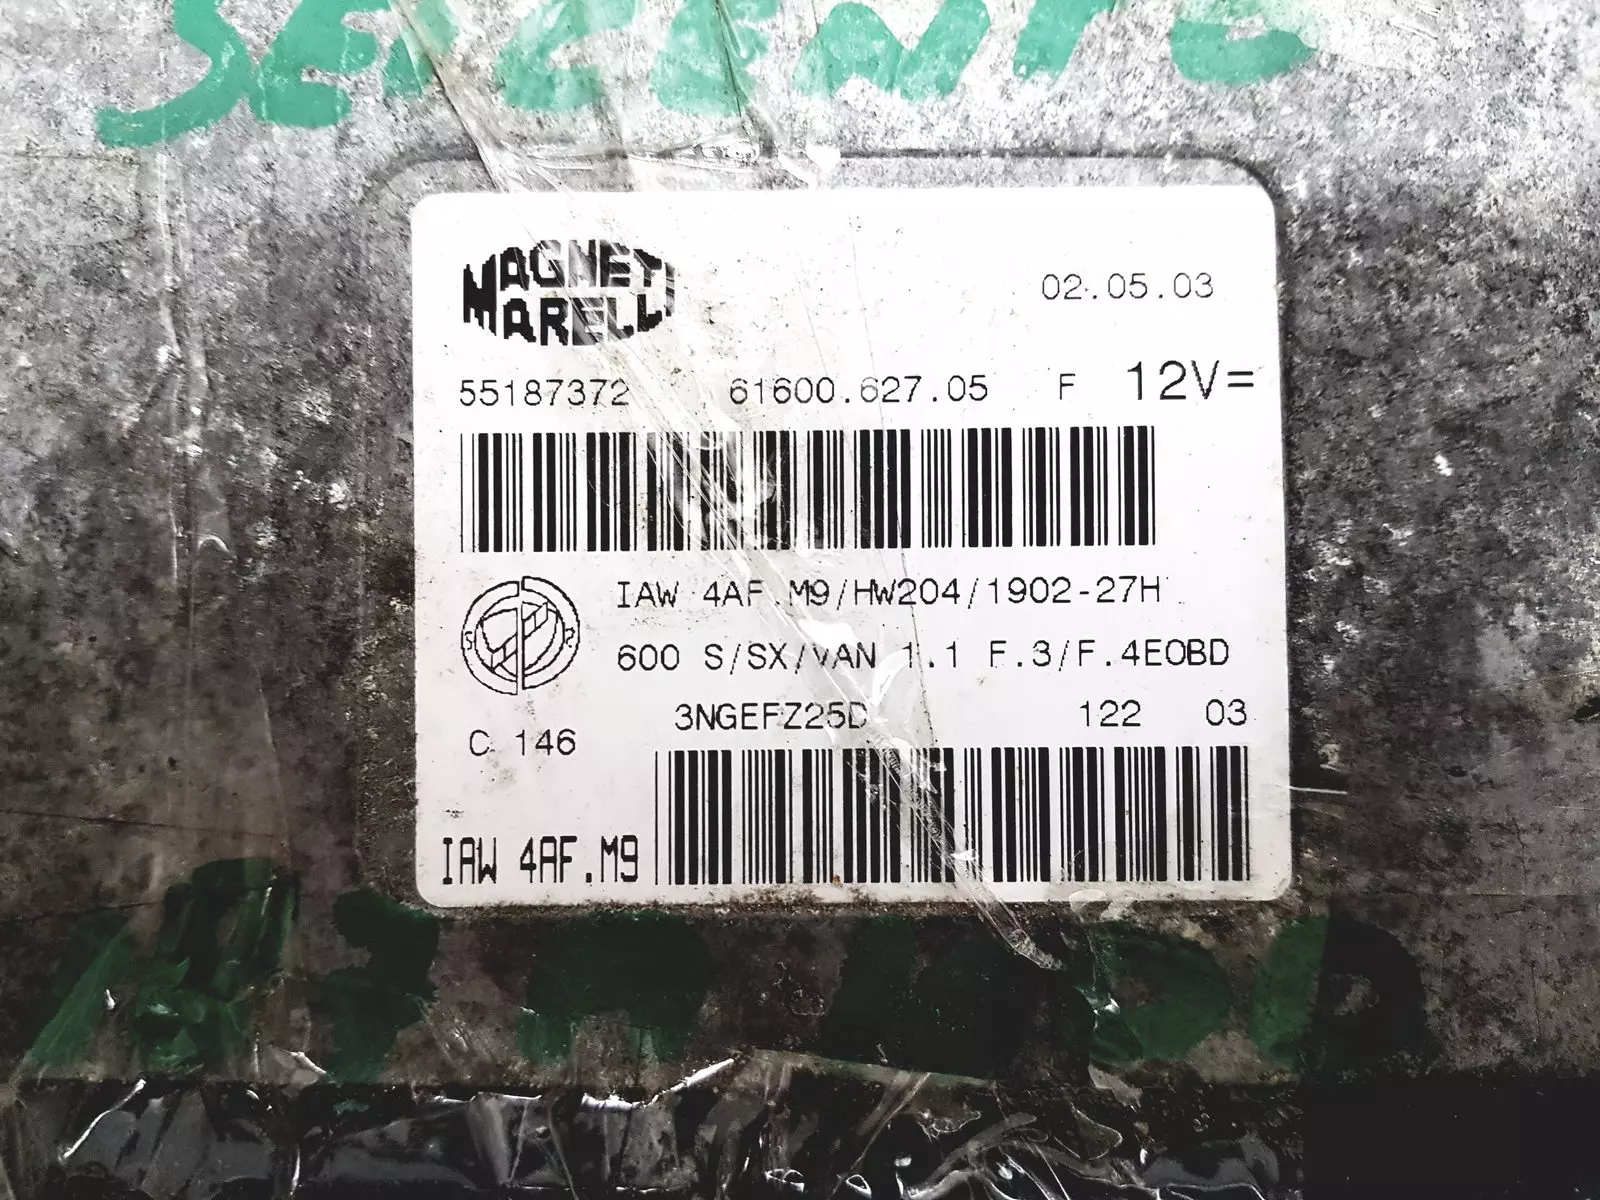 SEICENTO
MAGNETI
MARELLI
02.05.03
55187372 61600.627.05 F 12V=
IAW 4AF.M9/HW204/1902-27H
600 S/SX/VAN 1.1 F.3/F.4EOBD
3NGEFZ25D 122 03
C 146
IAW 4AF.M9